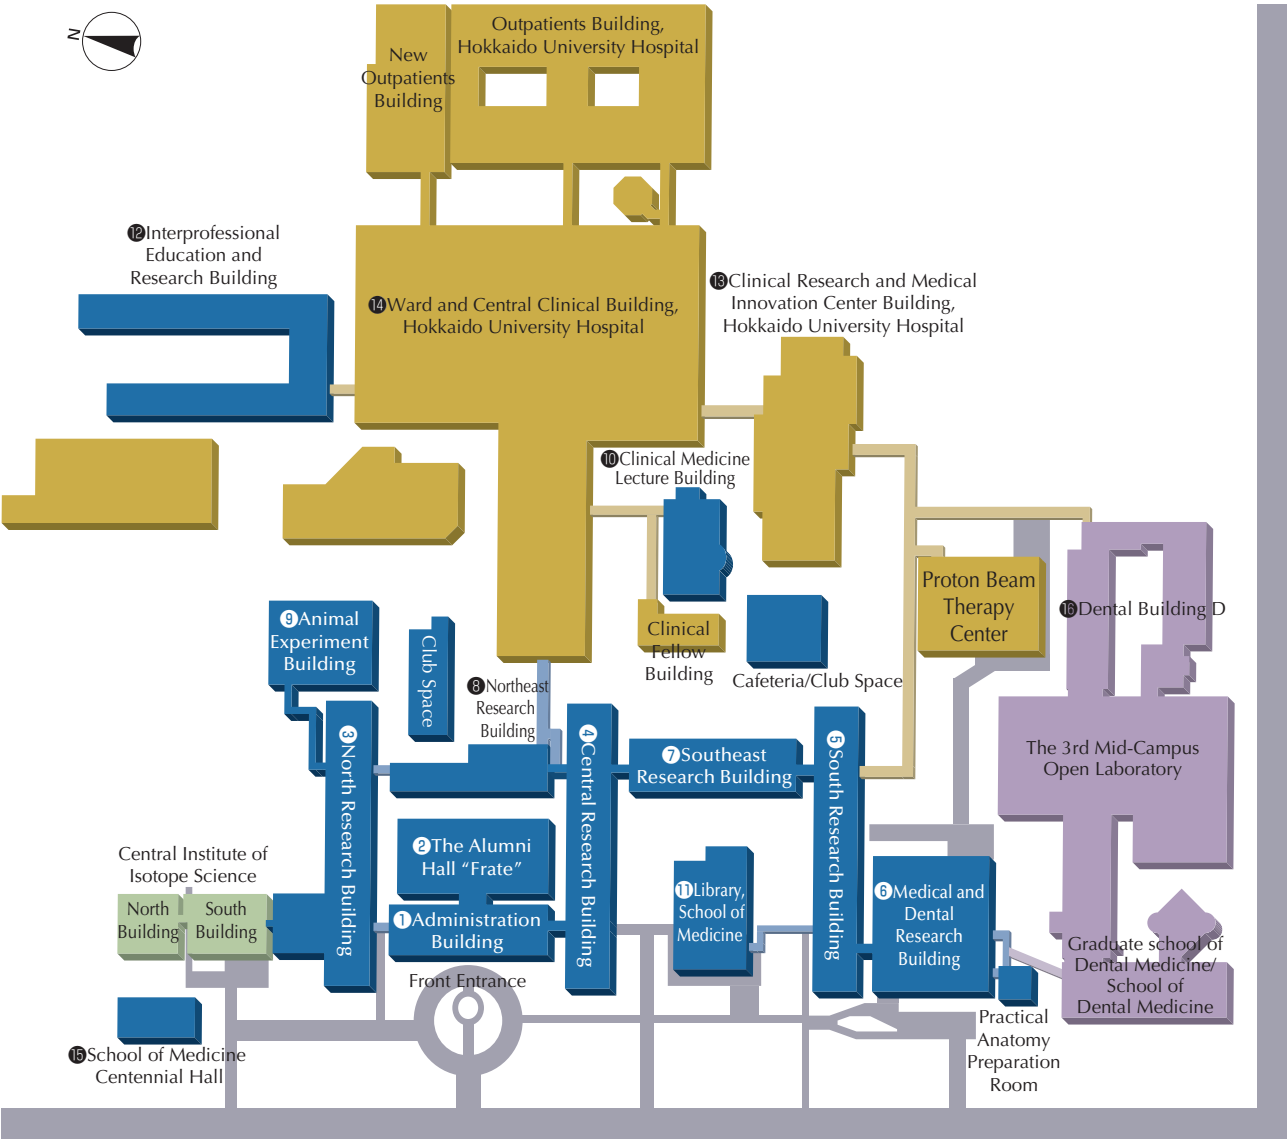 N
New
Outpatients
Building
Outpatients Building,
Hokkaido University Hospital
⓬Interprofessional
Education and
Research Building
⓮Ward and Central Clinical Building,
Hokkaido University Hospital
⓭Clinical Research and Medical
Innovation Center Building,
Hokkaido University Hospital
❿Clinical Medicine
Lecture Building
Proton Beam
Therapy
Center
⓰Dental Building D
❾Animal
Experiment
Building
Club Space
Clinical
Fellow
Building
Cafeteria/Club Space
❽Northeast
Research
Building
❸North Research Building
❹Central Research Building
❼Southeast
Research Building
❺South Research Building
The 3rd Mid-Campus
Open Laboratory
❷The Alumni
Hall “Frate”
Central Institute of
Isotope Science
North
Building
South
Building
❶Administration
Building
⓫Library,
School of
Medicine
❻Medical and
Dental
Research
Building
Graduate school of
Dental Medicine/
School of
Dental Medicine
Front Entrance
Practical
Anatomy
Preparation
Room
⓯School of Medicine
Centennial Hall